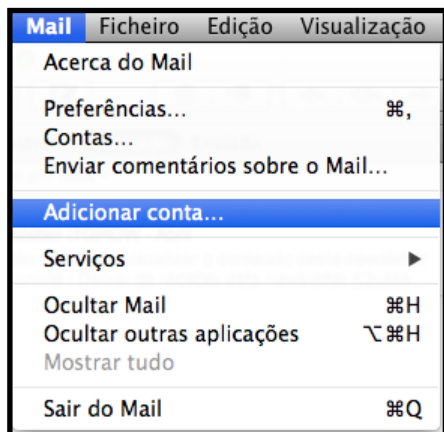 Mail Ficheiro Edição Visualização
Acerca do Mail
Preferências... ⌘,
Contas...
Enviar comentários sobre o Mail...
Adicionar conta...
Serviços ▶
Ocultar Mail ⌘H
Ocultar outras aplicações ⌥⌘H
Mostrar tudo
Sair do Mail ⌘Q